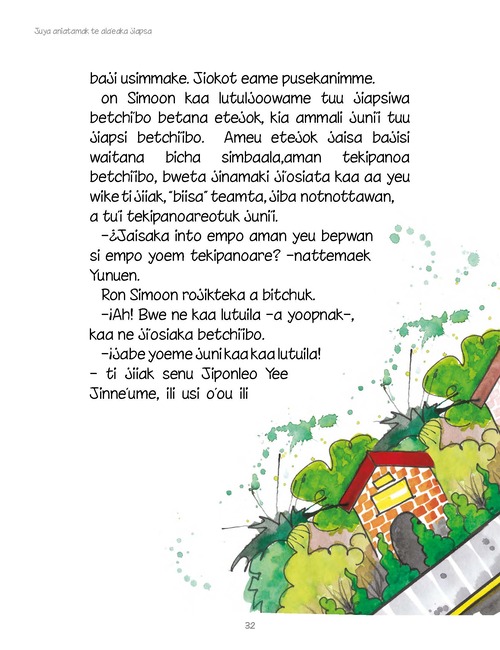 Juya aniatamak te alaeaka jiapsa
baji usimmake. Jiokot eame pusekanimme.
on Simoon kaa lutuljoowame tuu jiapsiwa
betchi'ibo betana etejok, kia ammali junii tuu
jiapsi betchiibo. Ameu etejok jaisa bajisi
waitana bicha simbaala,aman tekipanoa
betchiibo, bweta jinamaki ji'osiata kaa aa yeu
wike ti jiiak, "biisa" teamta, jiba notnottawan,
a tu'i tekipanoareotuk juni'i.
-¿Jaisaka into empo aman yeu bepwan
si empo yoem tekipanoare? -nattemaek
Yunuen.
Ron Simoon rojikteka a bitchuk.
-¡Ah! Bwe ne kaa lutuila -a yoopnak-,
kaa ne ji'osiaka betchiibo.
-¡jabe yoeme juni kaa kaa lutuila!
- ti jiiak senu Jiponleo Yee
Jinne'ume, ili usi o'ou ili
32